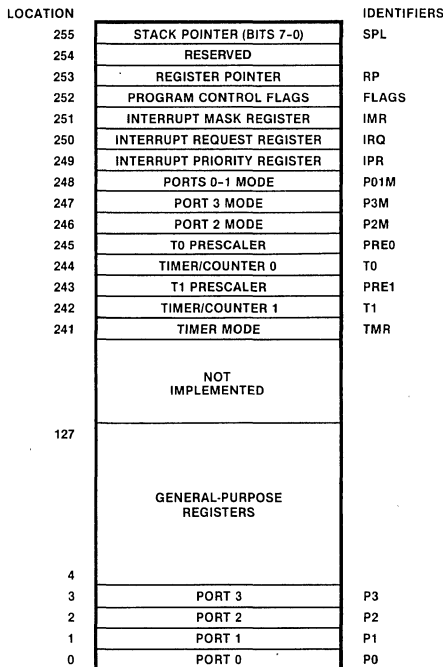 LOCATION IDENTIFIERS
255 STACK POINTER (BITS 7-0) SPL
254 RESERVED
253 REGISTER POINTER RP
252 PROGRAM CONTROL FLAGS FLAGS
251 INTERRUPT MASK REGISTER IMR
250 INTERRUPT REQUEST REGISTER IRQ
249 INTERRUPT PRIORITY REGISTER IPR
248 PORTS 0-1 MODE P01M
247 PORT 3 MODE P3M
246 PORT 2 MODE P2M
245 T0 PRESCALER PRE0
244 TIMER/COUNTER 0 T0
243 T1 PRESCALER PRE1
242 TIMER/COUNTER 1 T1
241 TIMER MODE TMR
NOT
IMPLEMENTED
127
GENERAL-PURPOSE
REGISTERS
4
3 PORT 3 P3
2 PORT 2 P2
1 PORT 1 P1
0 PORT 0 P0